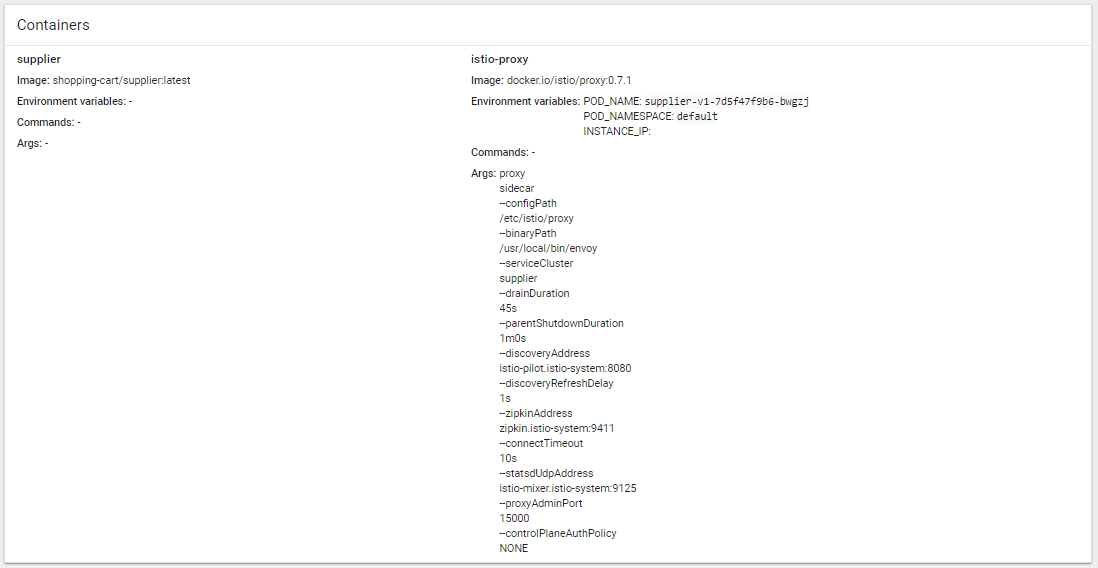 Containers
supplier
Image: shopping-cart/supplier:latest
Environment variables: -
Commands: -
Args: -
istio-proxy
Image: docker.io/istio/proxy:0.7.1
Environment variables: POD_NAME: supplier-v1-7d5f47f9b6-bwgzj
POD_NAMESPACE: default
INSTANCE_IP:
Commands: -
Args: proxy
sidecar
--configPath
/etc/istio/proxy
--binaryPath
/usr/local/bin/envoy
--serviceCluster
supplier
--drainDuration
45s
--parentShutdownDuration
1m0s
--discoveryAddress
istio-pilot.istio-system:8080
--discoveryRefreshDelay
1s
--zipkinAddress
zipkin.istio-system:9411
--connectTimeout
10s
--statsdUdpAddress
istio-mixer.istio-system:9125
--proxyAdminPort
15000
--controlPlaneAuthPolicy
NONE